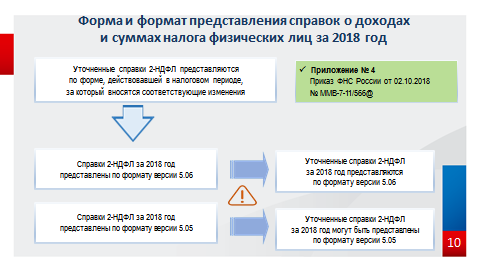 Форма и формат представления справок о доходах
и суммах налога физических лиц за 2018 год
Уточненные справки 2-НДФЛ представляются
по форме, действовавшей в налоговом периоде,
за который вносятся соответствующие изменения
✓ Приложение № 4
Приказ ФНС России от 02.10.2018
№ ММВ-7-11/566@
Справки 2-НДФЛ за 2018 год
представлены по формату версии 5.06
Уточненные справки 2-НДФЛ
за 2018 год представляются
по формату версии 5.06
Справки 2-НДФЛ за 2018 год
представлены по формату версии 5.05
Уточненные справки 2-НДФЛ
за 2018 год могут быть представлены
по формату версии 5.05
10